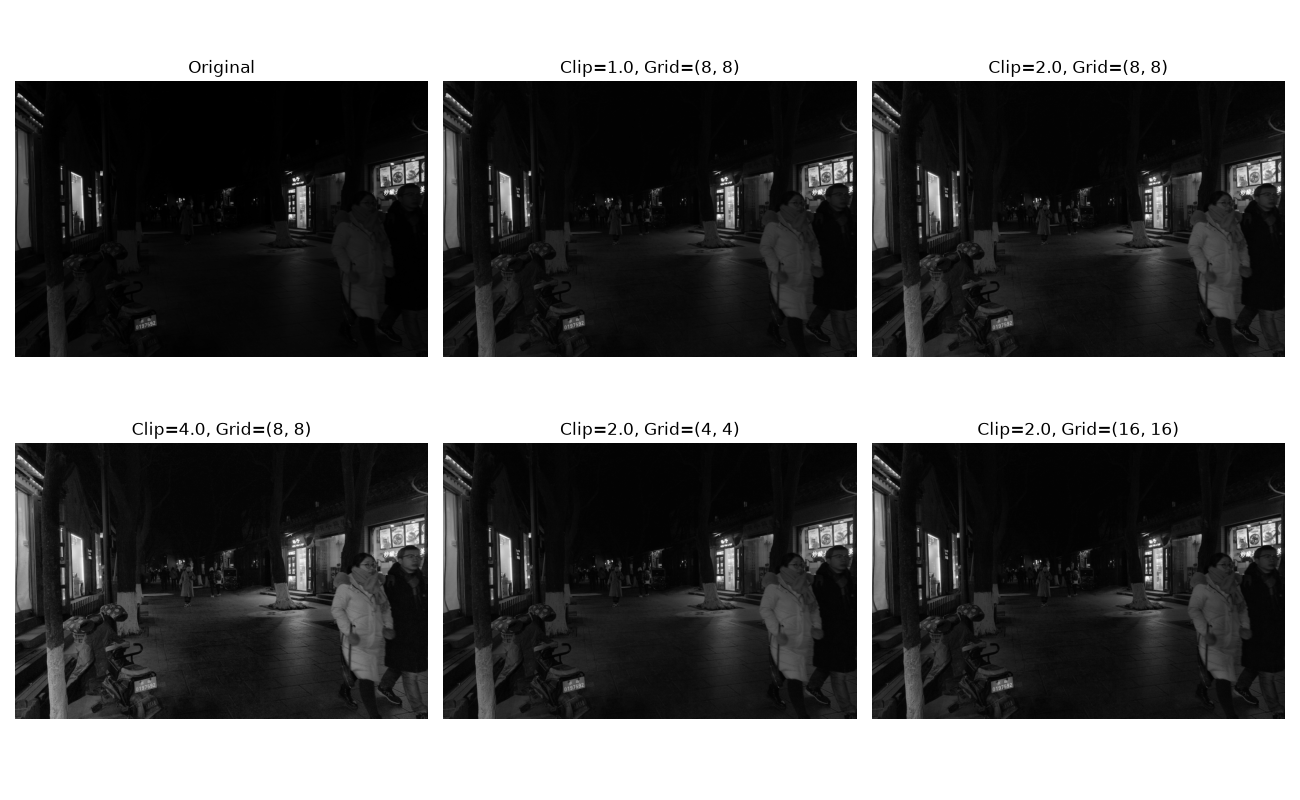 Original
Clip=1.0, Grid=(8, 8)
Clip=2.0, Grid=(8, 8)
Clip=4.0, Grid=(8, 8)
Clip=2.0, Grid=(4, 4)
Clip=2.0, Grid=(16, 16)